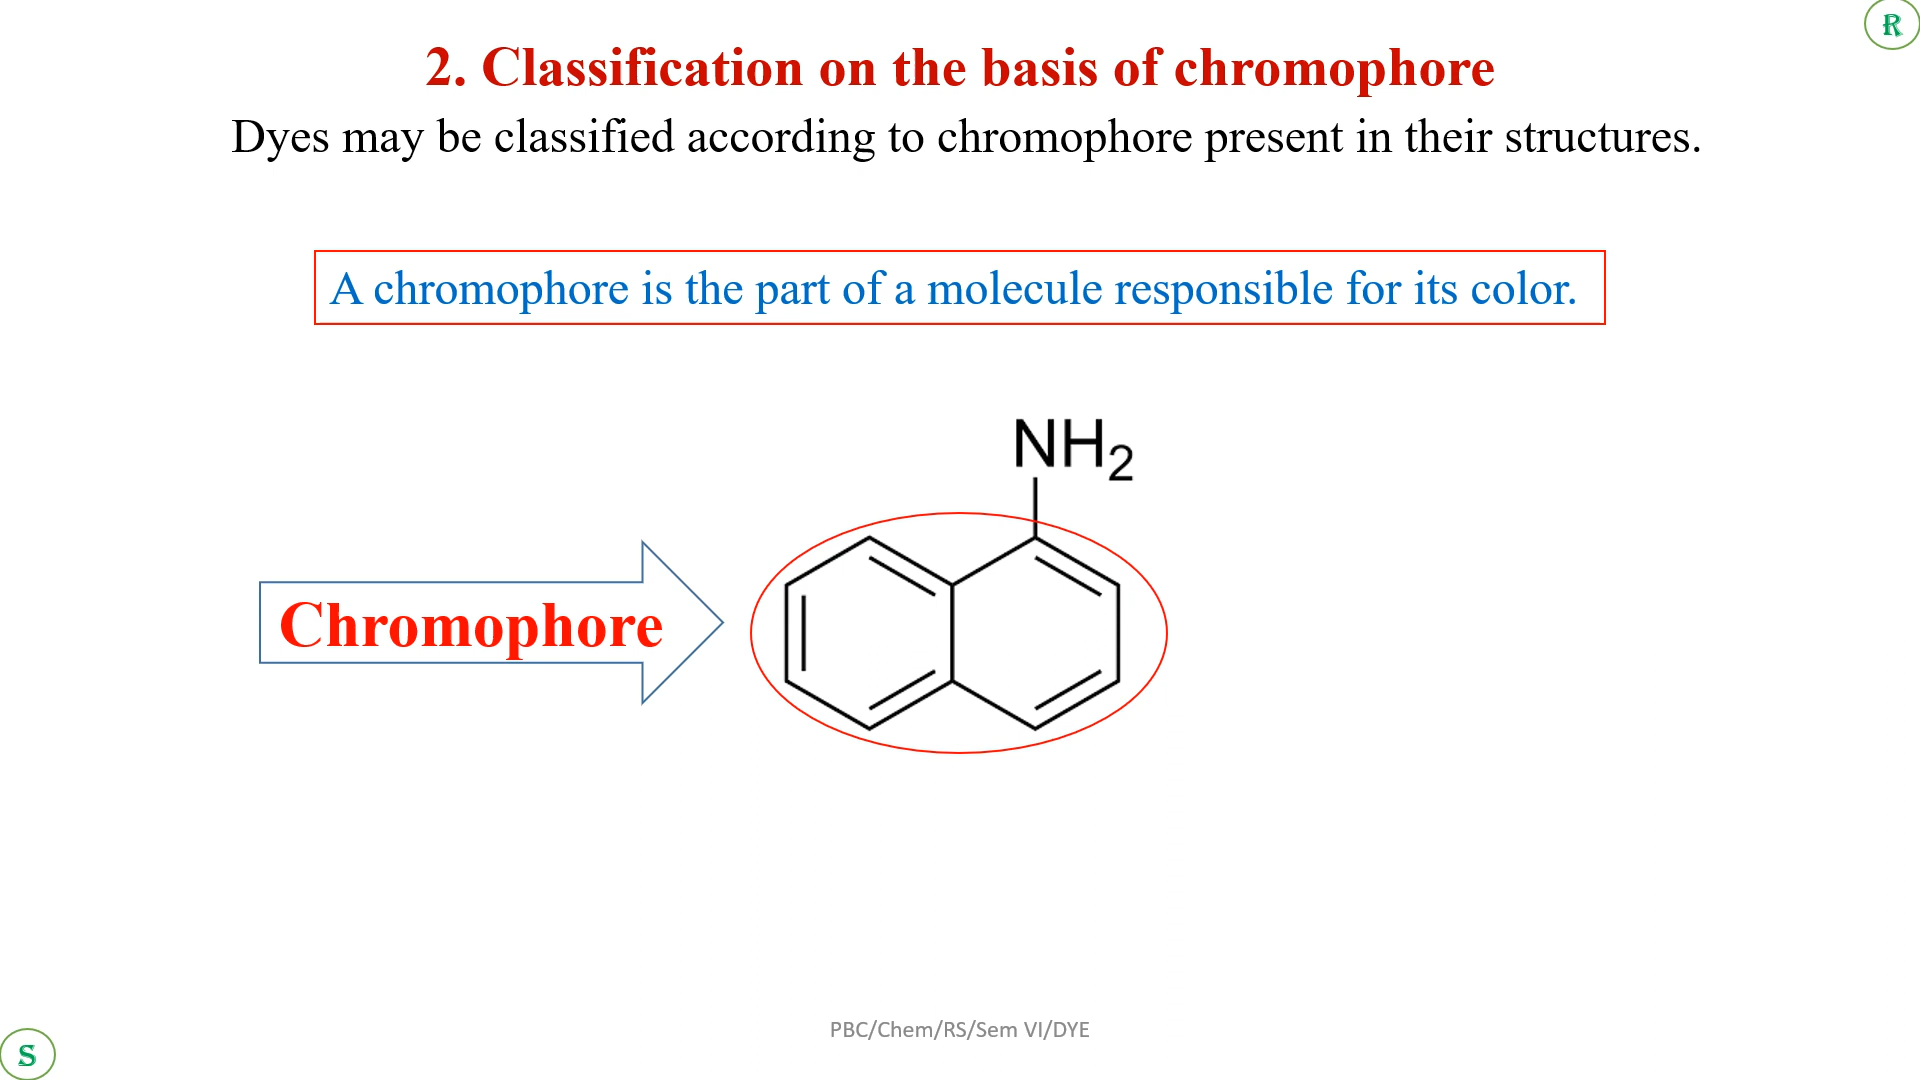 R
2. Classification on the basis of chromophore
Dyes may be classified according to chromophore present in their structures.
A chromophore is the part of a molecule responsible for its color.
NH2
Chromophore
PBC/Chem/RS/Sem VI/DYE
S